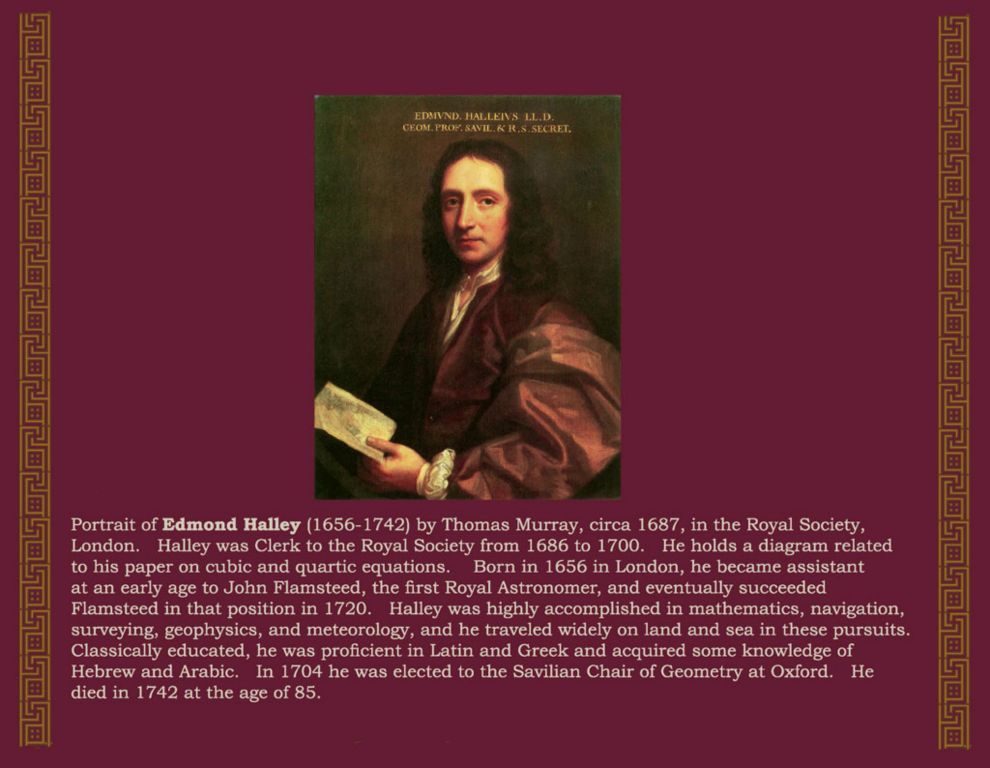 EDMVND. HALLEIVS LL.D.
GEOM. PROF. SAVIL. & R.S. SECRET.
Portrait of Edmond Halley (1656-1742) by Thomas Murray, circa 1687, in the Royal Society,
London. Halley was Clerk to the Royal Society from 1686 to 1700. He holds a diagram related
to his paper on cubic and quartic equations. Born in 1656 in London, he became assistant
at an early age to John Flamsteed, the first Royal Astronomer, and eventually succeeded
Flamsteed in that position in 1720. Halley was highly accomplished in mathematics, navigation,
surveying, geophysics, and meteorology, and he traveled widely on land and sea in these pursuits.
Classically educated, he was proficient in Latin and Greek and acquired some knowledge of
Hebrew and Arabic. In 1704 he was elected to the Savilian Chair of Geometry at Oxford. He
died in 1742 at the age of 85.